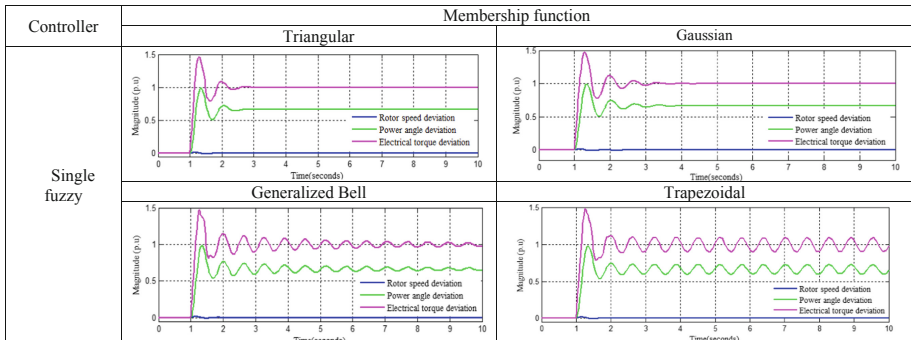 Controller
Membership function
Triangular
Gaussian
Single
fuzzy
Magnitude (p.u)
1.5
1
0.5
0
Rotor speed deviation
Power angle deviation
Electrical torque deviation
0 1 2 3 4 5 6 7 8 9 10
Time(seconds)
Magnitude (p.u)
1.5
1
0.5
0
Rotor speed deviation
Power angle deviation
Electrical torque deviation
0 1 2 3 4 5 6 7 8 9 10
Time(seconds)
Generalized Bell
Trapezoidal
Magnitude (p.u)
1.5
1
0.5
0
Rotor speed deviation
Power angle deviation
Electrical torque deviation
0 1 2 3 4 5 6 7 8 9 10
Time(seconds)
Magnitude (p.u)
1.5
1
0.5
0
Rotor speed deviation
Power angle deviation
Electrical torque deviation
0 1 2 3 4 5 6 7 8 9 10
Time(seconds)